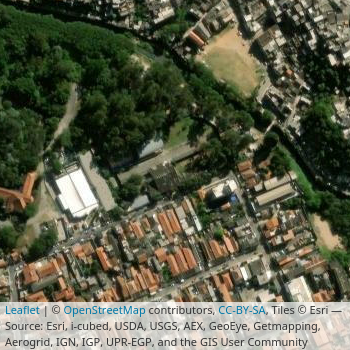 Leaflet | © OpenStreetMap contributors, CC-BY-SA, Tiles © Esri —
Source: Esri, i-cubed, USDA, USGS, AEX, GeoEye, Getmapping,
Aerogrid, IGN, IGP, UPR-EGP, and the GIS User Community